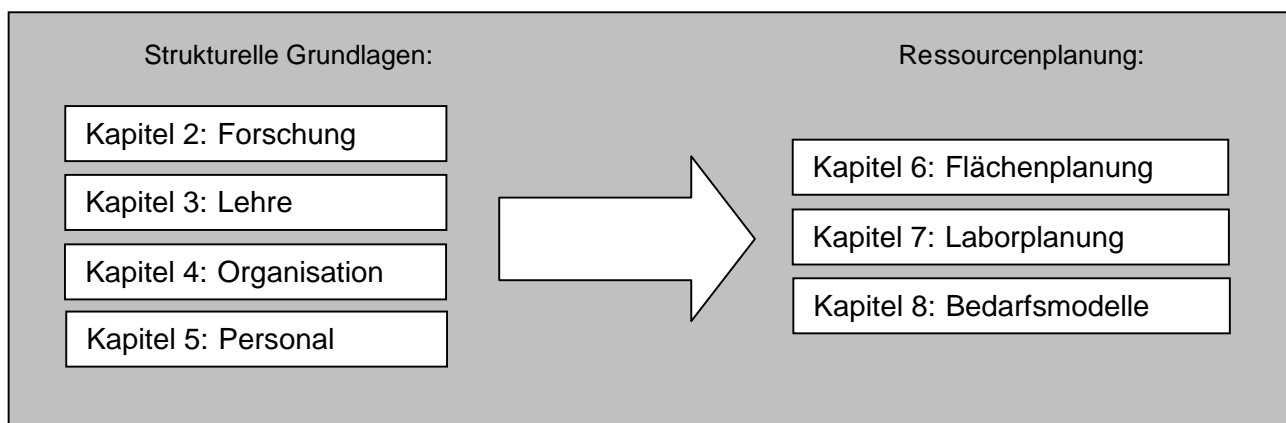 Strukturelle Grundlagen:
Kapitel 2: Forschung
Kapitel 3: Lehre
Kapitel 4: Organisation
Kapitel 5: Personal
Ressourcenplanung:
Kapitel 6: Flächenplanung
Kapitel 7: Laborplanung
Kapitel 8: Bedarfsmodelle